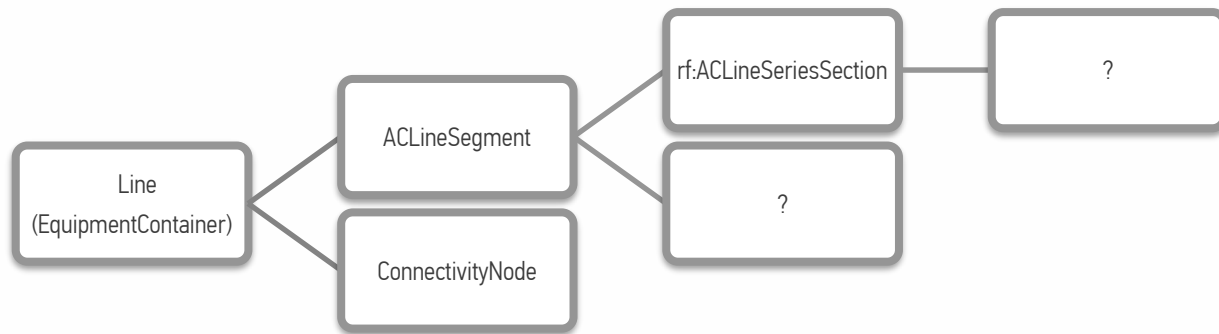 Line
(EquipmentContainer)
ACLineSegment
ConnectivityNode
rf:ACLineSeriesSection
?
?